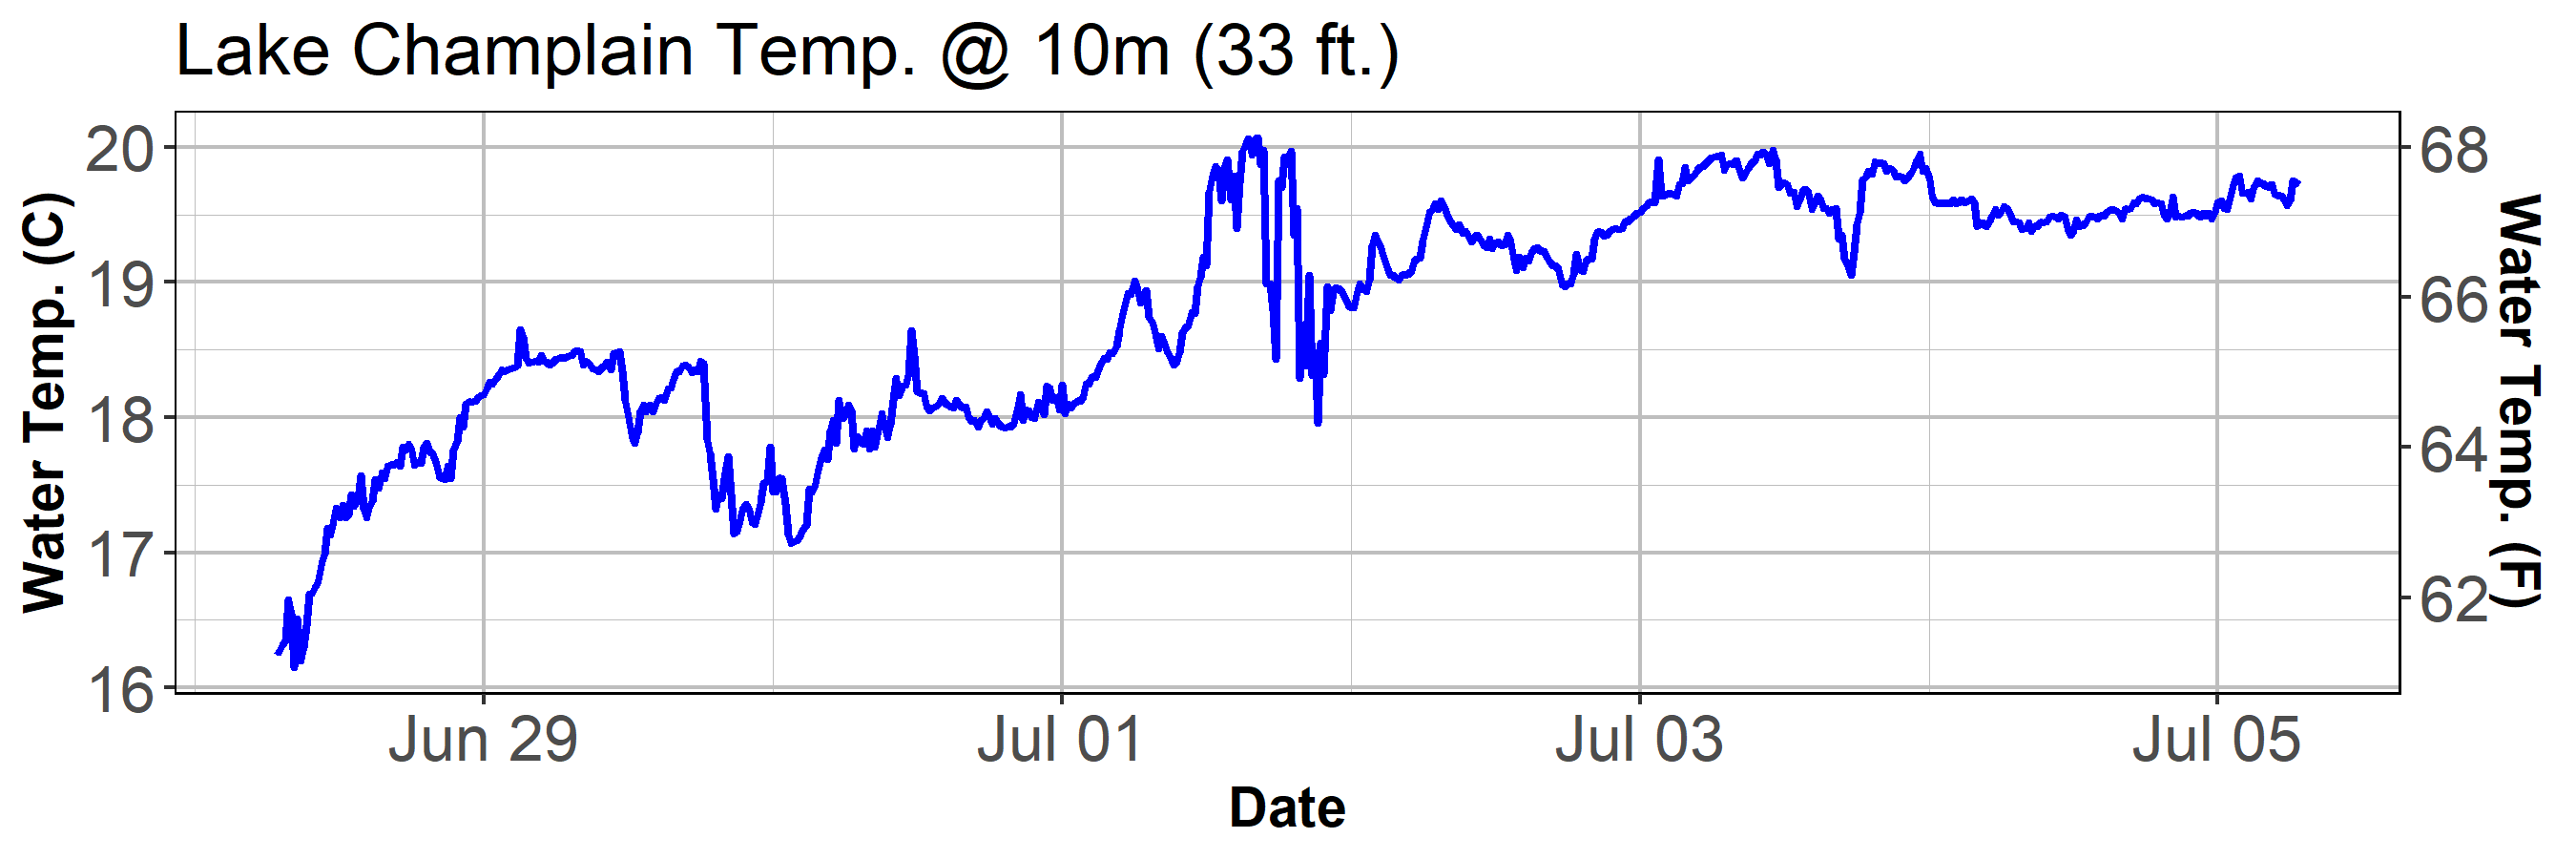 Lake Champlain Temp. @ 10m (33 ft.)
Water Temp. (C)
20
19
18
17
16
68
66
64
62
Water Temp. (F)
Jun 29
Jul 01
Jul 03
Jul 05
Date